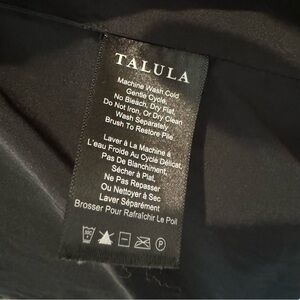 TALULA
Machine Wash Cold
Gentle Cycle,
No Bleach, Dry Flat,
Do Not Iron, Or Dry Clean
Wash Separately
Brush To Restore Pile
Laver À La Machine À
L'eau Froide Au Cycle Délicat,
Pas De Blanchiment,
Sécher à Plat,
Ne Pas Repasser
Ou Nettoyer à Sec
Laver Séparément
Brosser Pour Rafraîchir Le Poil